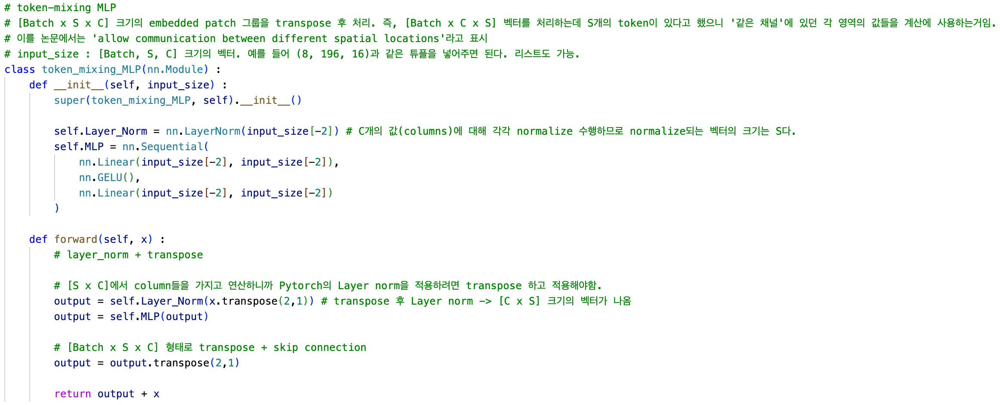 # token-mixing MLP
# [Batch x S x C] 크기의 embedded patch 그룹을 transpose 후 처리. 즉, [Batch x C x S] 벡터를 처리하는데 S개의 token이 있다고 했으니 '같은 채널'에 있던 각 영역의 값들을 계산에 사용하는거임.
# 이를 논문에서는 'allow communication between different spatial locations'라고 표시
# input_size : [Batch, S, C] 크기의 벡터. 예를 들어 (8, 196, 16)과 같은 튜플을 넣어주면 된다. 리스트도 가능.
class token_mixing_MLP(nn.Module) :
    def __init__(self, input_size) :
        super(token_mixing_MLP, self).__init__()

        self.Layer_Norm = nn.LayerNorm(input_size[-2]) # C개의 값(columns)에 대해 각각 normalize 수행하므로 normalize되는 벡터의 크기는 S다.
        self.MLP = nn.Sequential(
            nn.Linear(input_size[-2], input_size[-2]),
            nn.GELU(),
            nn.Linear(input_size[-2], input_size[-2])
        )

    def forward(self, x) :
        # layer_norm + transpose

        # [S x C]에서 column들을 가지고 연산하니까 Pytorch의 Layer norm을 적용하려면 transpose 하고 적용해야함.
        output = self.Layer_Norm(x.transpose(2,1)) # transpose 후 Layer norm -> [C x S] 크기의 벡터가 나옴
        output = self.MLP(output)

        # [Batch x S x C] 형태로 transpose + skip connection
        output = output.transpose(2,1)

        return output + x